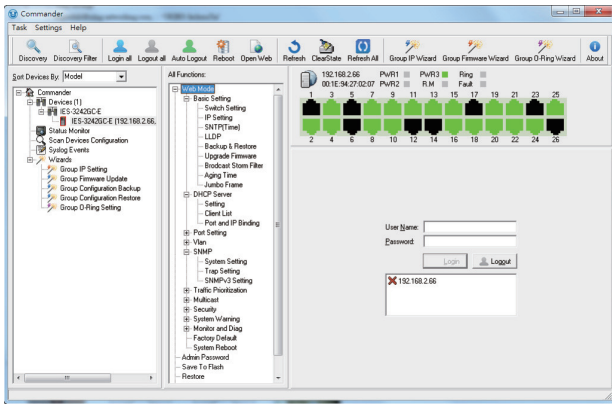 Commander
Task Settings Help
Discovery Discovery Filter Login all Logout all Auto Logout Reboot Open Web Refresh ClearState Refresh All Group IP Wizard Group Firmware Wizard Group O-Ring Wizard About
Sort Devices By: Model
Commander
Devices (1)
IES-3242GC-E
IES-3242GC-E [192.168.2.66,
Status Monitor
Scan Devices Configuration
Syslog Events
Wizards
Group IP Setting
Group Firmware Update
Group Configuration Backup
Group Configuration Restore
Group O-Ring Setting
All Functions:
Web Mode
Basic Setting
Switch Setting
IP Setting
SNTP(Time)
LLDP
Backup & Restore
Upgrade Firmware
Brodcast Storm Filter
Aging Time
Jumbo Frame
DHCP Server
Setting
Client List
Port and IP Binding
Port Setting
Vlan
SNMP
System Setting
Trap Setting
SNMPv3 Setting
Traffic Prioritization
Multicast
Security
System Warning
Monitor and Diag
Factory Default
System Reboot
Admin Password
Save To Flash
Restore
192.168.2.66 PWR1 PWR3 Ring
00:1E:94:27:02:07 PWR2 R.M Fault
1 3 5 7 9 11 13 15 17 19 21 23 25
2 4 6 8 10 12 14 16 18 20 22 24 26
User Name:
Password:
Login Logout
192.168.2.66